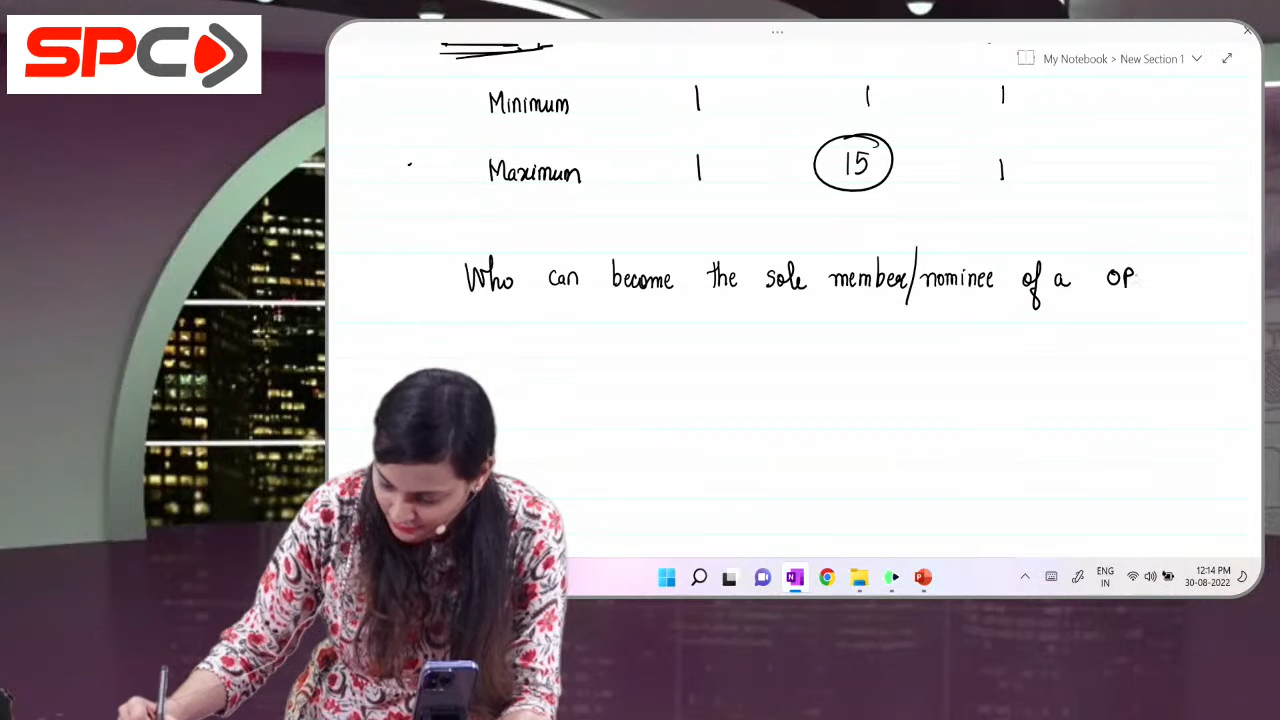 SPC
My Notebook > New Section 1
Minimum 1 1 1
Maximum 1 15 1
Who can become the sole member/nominee of a OP
ENG
IN
12:14 PM
30-08-2022